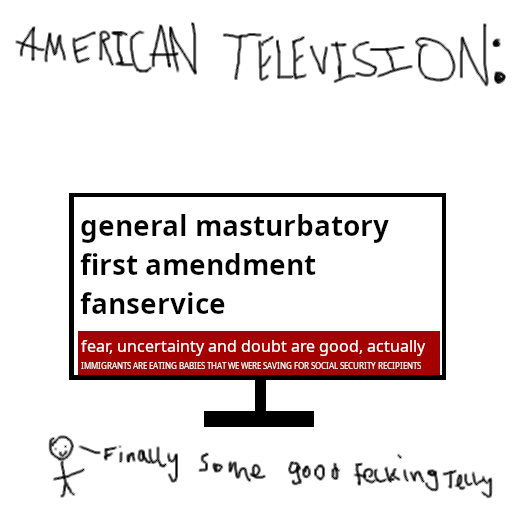 AMERICAN TELEVISION:
general masturbatory
first amendment
fanservice
fear, uncertainty and doubt are good, actually
IMMIGRANTS ARE EATING BABIES THAT WE WERE SAVING FOR SOCIAL SECURITY RECIPIENTS
Finally some good fecking Telly